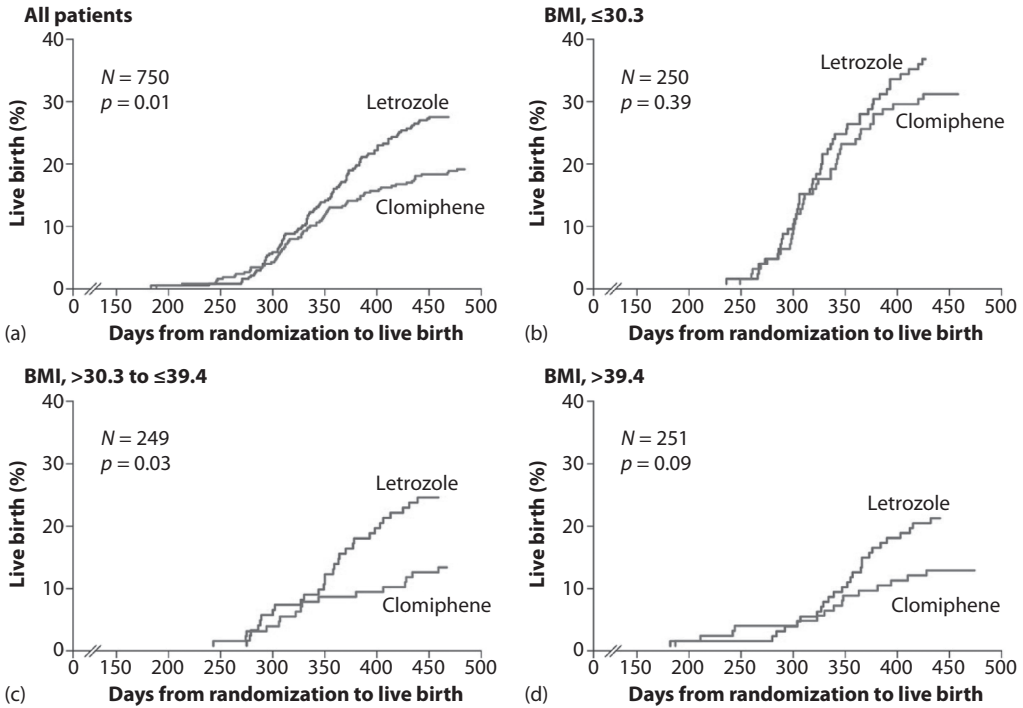 All patients
40
30
20
10
0
Live birth (%)
N = 750
p = 0.01
Letrozole
Clomiphene
0 150 200 250 300 350 400 450 500
Days from randomization to live birth
(a)
BMI, ≤30.3
40
30
20
10
0
Live birth (%)
N = 250
p = 0.39
Letrozole
Clomiphene
0 150 200 250 300 350 400 450 500
Days from randomization to live birth
(b)
BMI, >30.3 to ≤39.4
40
30
20
10
0
Live birth (%)
N = 249
p = 0.03
Letrozole
Clomiphene
0 150 200 250 300 350 400 450 500
Days from randomization to live birth
(c)
BMI, >39.4
40
30
20
10
0
Live birth (%)
N = 251
p = 0.09
Letrozole
Clomiphene
0 150 200 250 300 350 400 450 500
Days from randomization to live birth
(d)